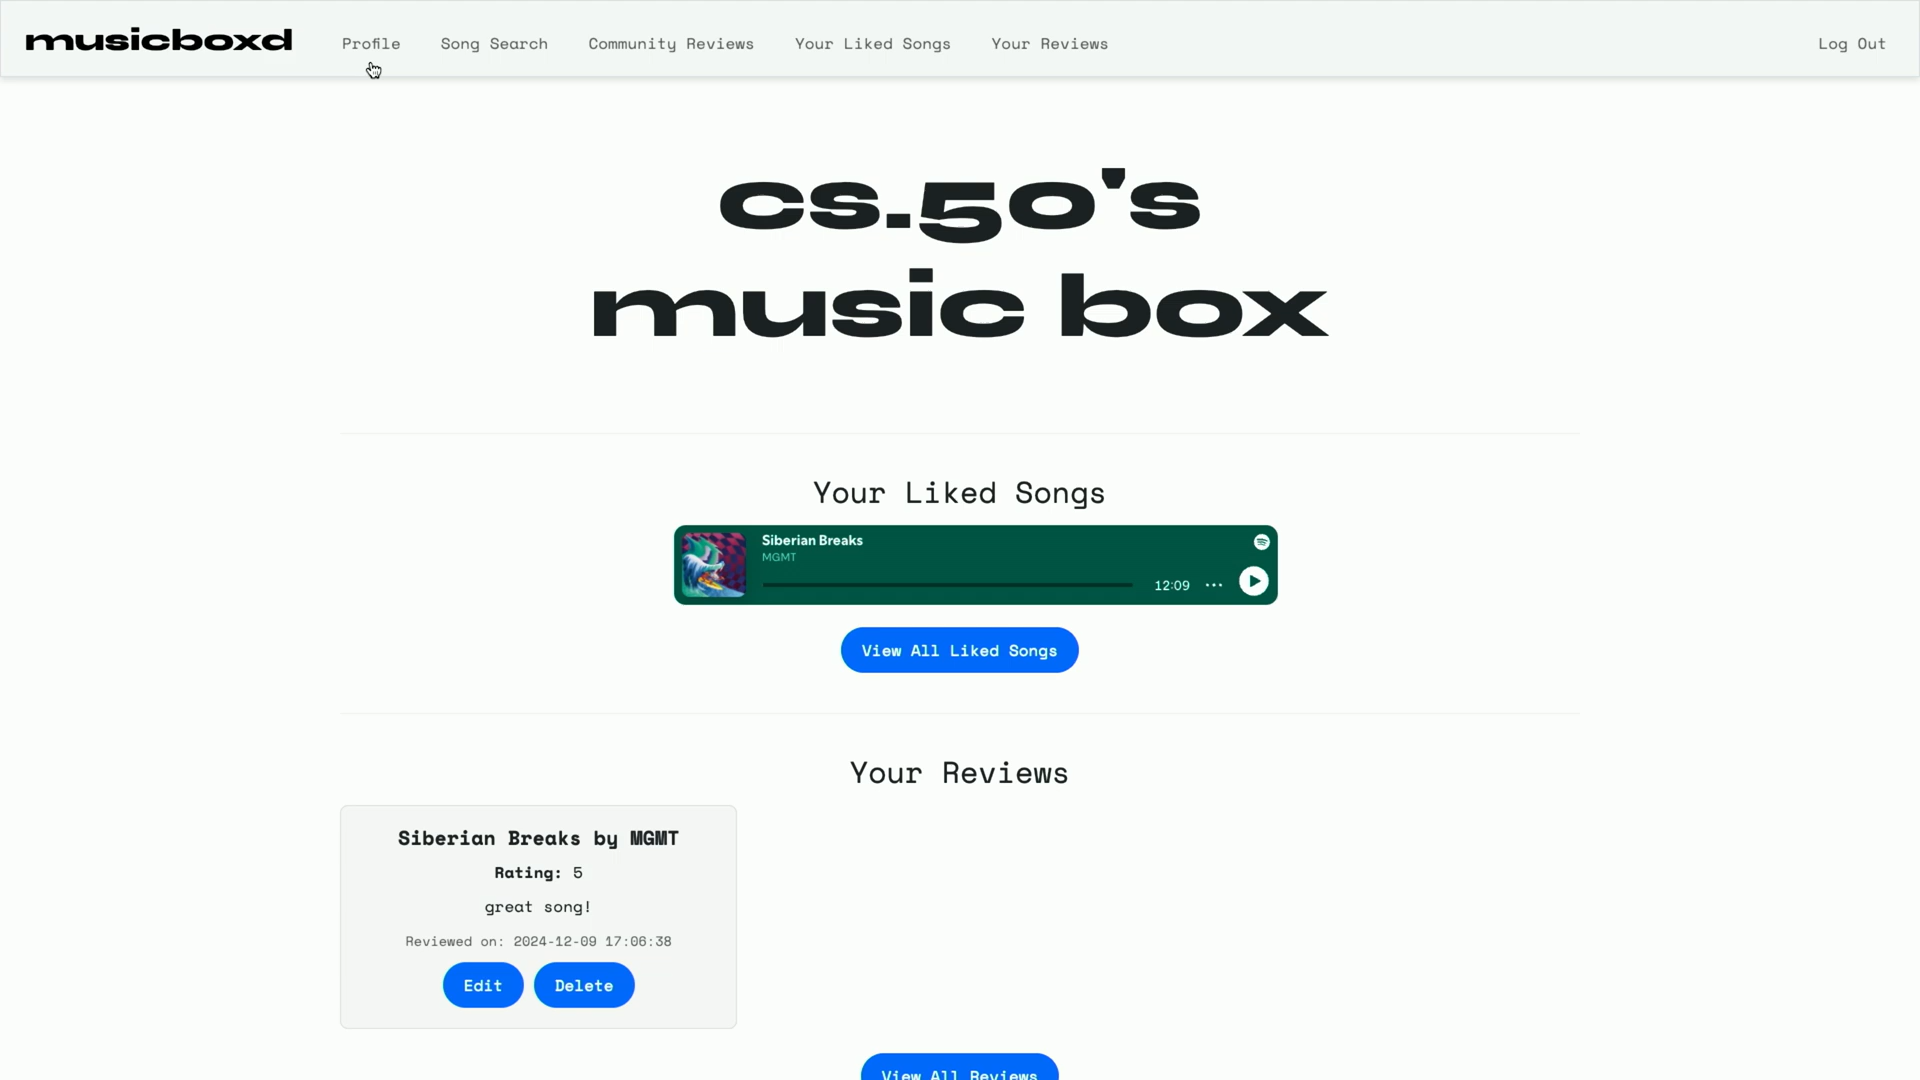 musicboxd Profile Song Search Community Reviews Your Liked Songs Your Reviews Log Out
cs.50's
music box
Your Liked Songs
Siberian Breaks
MGMT
12:09
View All Liked Songs
Your Reviews
Siberian Breaks by MGMT
Rating: 5
great song!
Reviewed on: 2024-12-09 17:06:38
Edit Delete
View All Reviews